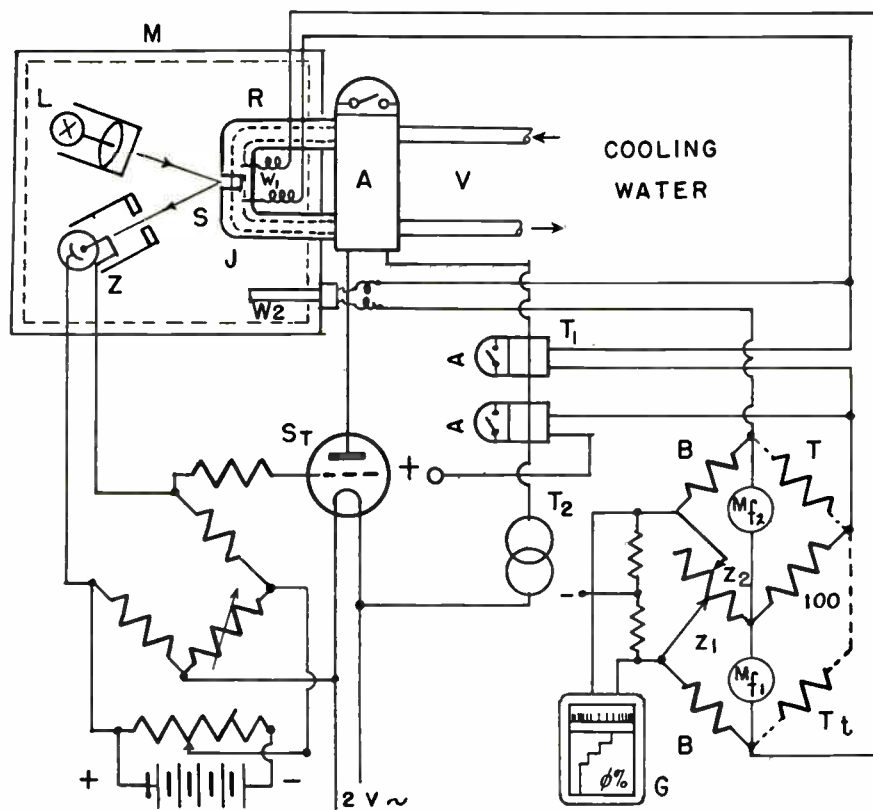 M
L
R
W1
A
V
COOLING
WATER
S
J
Z
W2
T1
A
A
ST
+
T2
B
T
Mf2
Z2
100
−
Z1
Mf1
B
Tt
G
φ%
+
−
2 V ~